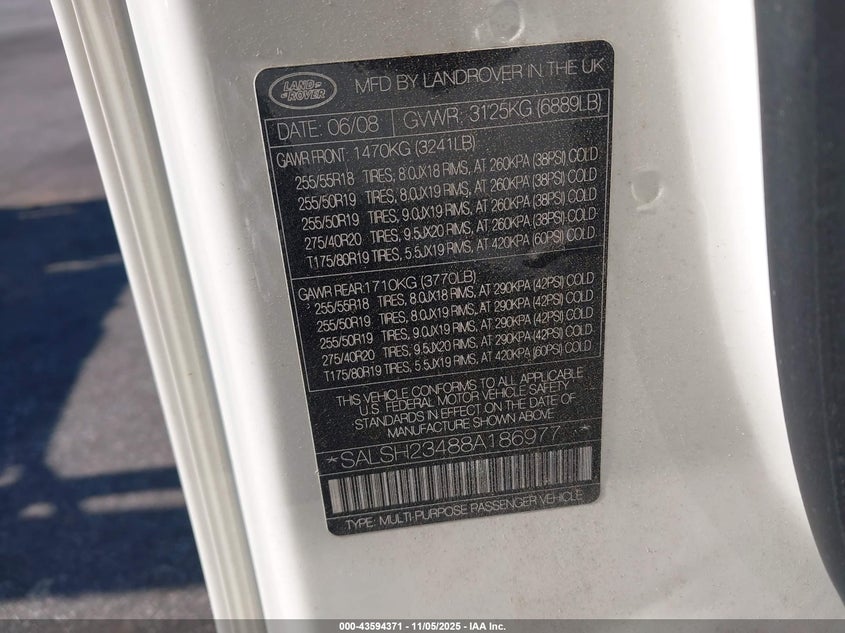 LAND
ROVER
MFD BY LANDROVER IN THE UK
DATE: 06/08 GVWR: 3125KG (6889LB)
GAWR FRONT: 1470KG (3241LB)
255/55R18 TIRES, 8.0JX18 RIMS, AT 260KPA (38PSI) COLD
255/50R19 TIRES, 8.0JX19 RIMS, AT 260KPA (38PSI) COLD
255/50R19 TIRES, 9.0JX19 RIMS, AT 260KPA (38PSI) COLD
275/40R20 TIRES, 9.5JX20 RIMS, AT 260KPA (38PSI) COLD
T175/80R19 TIRES, 5.5JX19 RIMS, AT 420KPA (60PSI) COLD
GAWR REAR: 1710KG (3770LB)
255/55R18 TIRES, 8.0JX18 RIMS, AT 290KPA (42PSI) COLD
255/50R19 TIRES, 8.0JX19 RIMS, AT 290KPA (42PSI) COLD
255/50R19 TIRES, 9.0JX19 RIMS, AT 290KPA (42PSI) COLD
275/40R20 TIRES, 9.5JX20 RIMS, AT 290KPA (42PSI) COLD
T175/80R19 TIRES, 5.5JX19 RIMS, AT 420KPA (60PSI) COLD
THIS VEHICLE CONFORMS TO ALL APPLICABLE
U.S. FEDERAL MOTOR VEHICLE SAFETY
STANDARDS IN EFFECT ON THE DATE OF
MANUFACTURE SHOWN ABOVE
*SALSH23488A186977*
TYPE: MULTI-PURPOSE PASSENGER VEHICLE
000-43594371 - 11/05/2025 - IAA Inc.